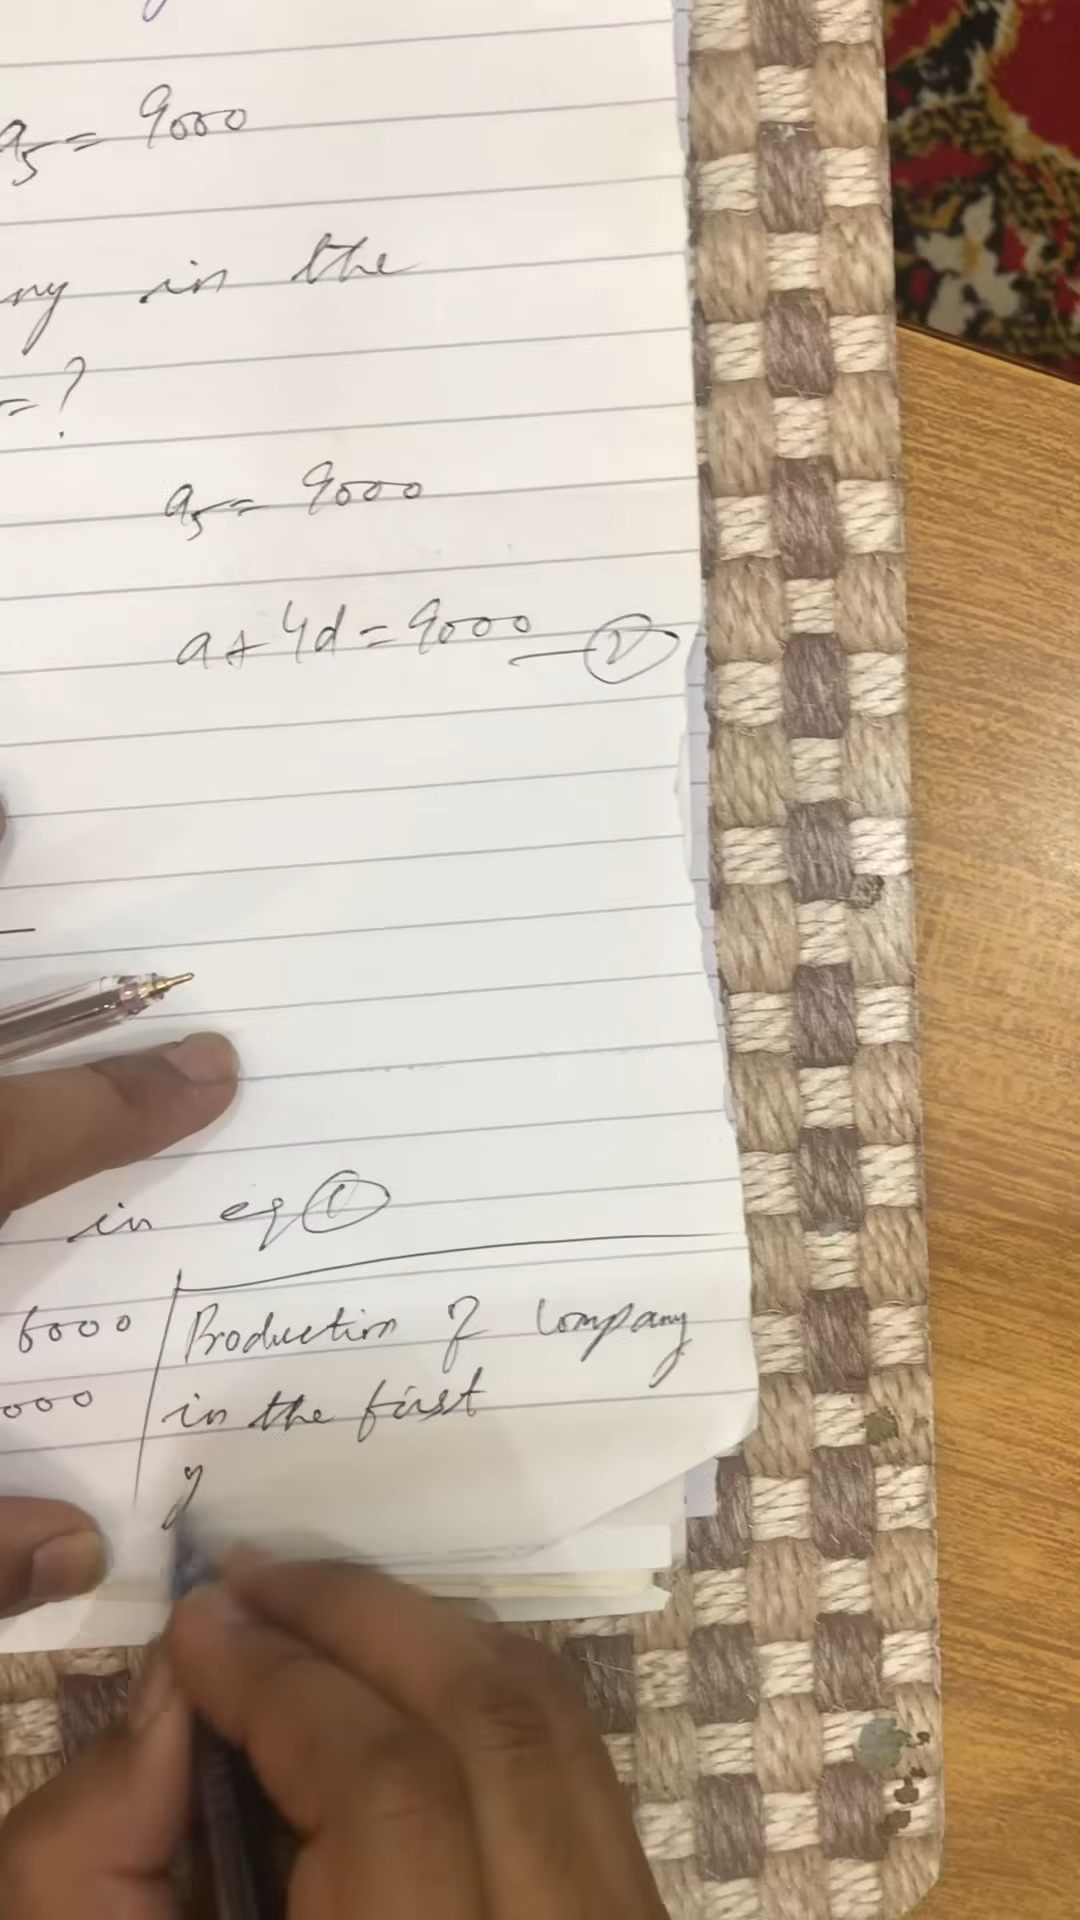 a5 = 9000
in the
= ?
a5 = 9000
a + 4d = 9000 — (2)
in eq (1)
6000
Production of Company
000
in the first
y